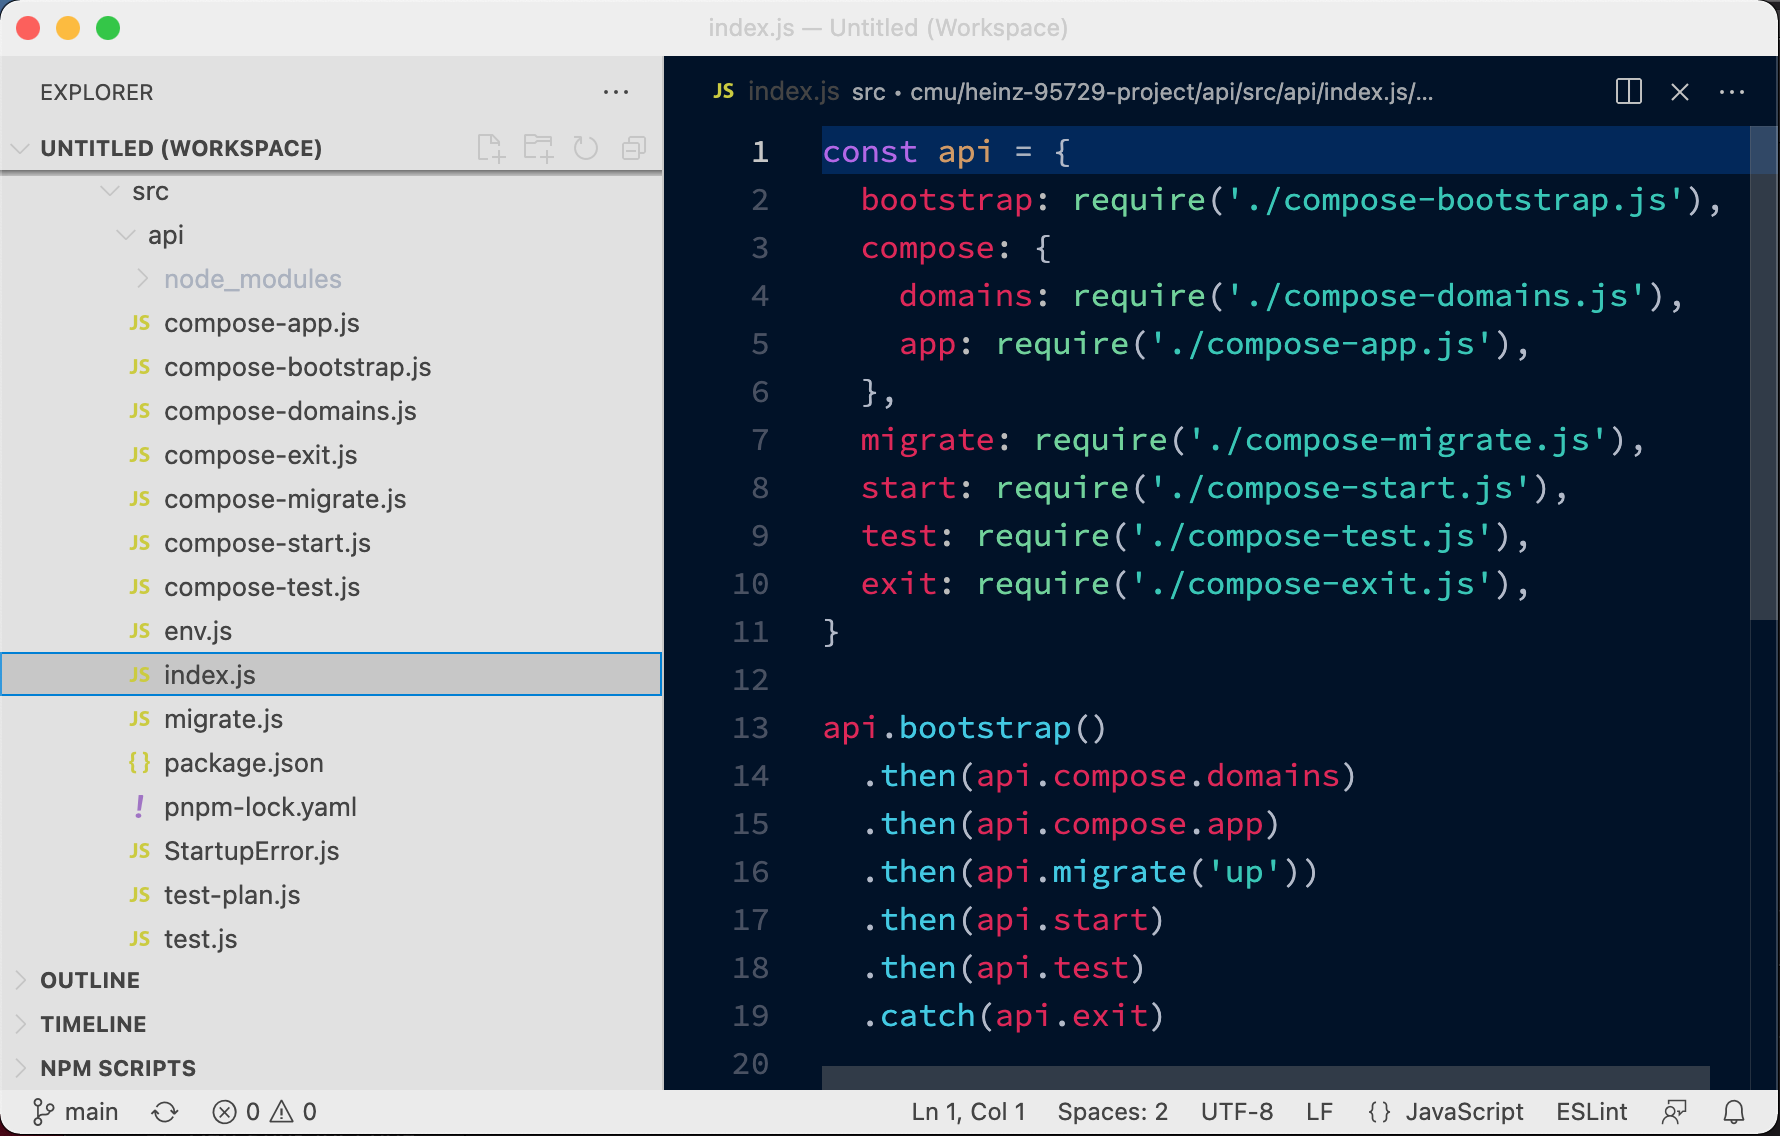 index.js — Untitled (Workspace)
EXPLORER
UNTITLED (WORKSPACE)
src
api
node_modules
JS compose-app.js
JS compose-bootstrap.js
JS compose-domains.js
JS compose-exit.js
JS compose-migrate.js
JS compose-start.js
JS compose-test.js
JS env.js
JS index.js
JS migrate.js
{} package.json
! pnpm-lock.yaml
JS StartupError.js
JS test-plan.js
JS test.js
OUTLINE
TIMELINE
NPM SCRIPTS
JS index.js src • cmu/heinz-95729-project/api/src/api/index.js/...
1 const api = {
2   bootstrap: require('./compose-bootstrap.js'),
3   compose: {
4     domains: require('./compose-domains.js'),
5     app: require('./compose-app.js'),
6   },
7   migrate: require('./compose-migrate.js'),
8   start: require('./compose-start.js'),
9   test: require('./compose-test.js'),
10   exit: require('./compose-exit.js'),
11 }
12
13 api.bootstrap()
14   .then(api.compose.domains)
15   .then(api.compose.app)
16   .then(api.migrate('up'))
17   .then(api.start)
18   .then(api.test)
19   .catch(api.exit)
20
main 0 0 Ln 1, Col 1 Spaces: 2 UTF-8 LF {} JavaScript ESLint